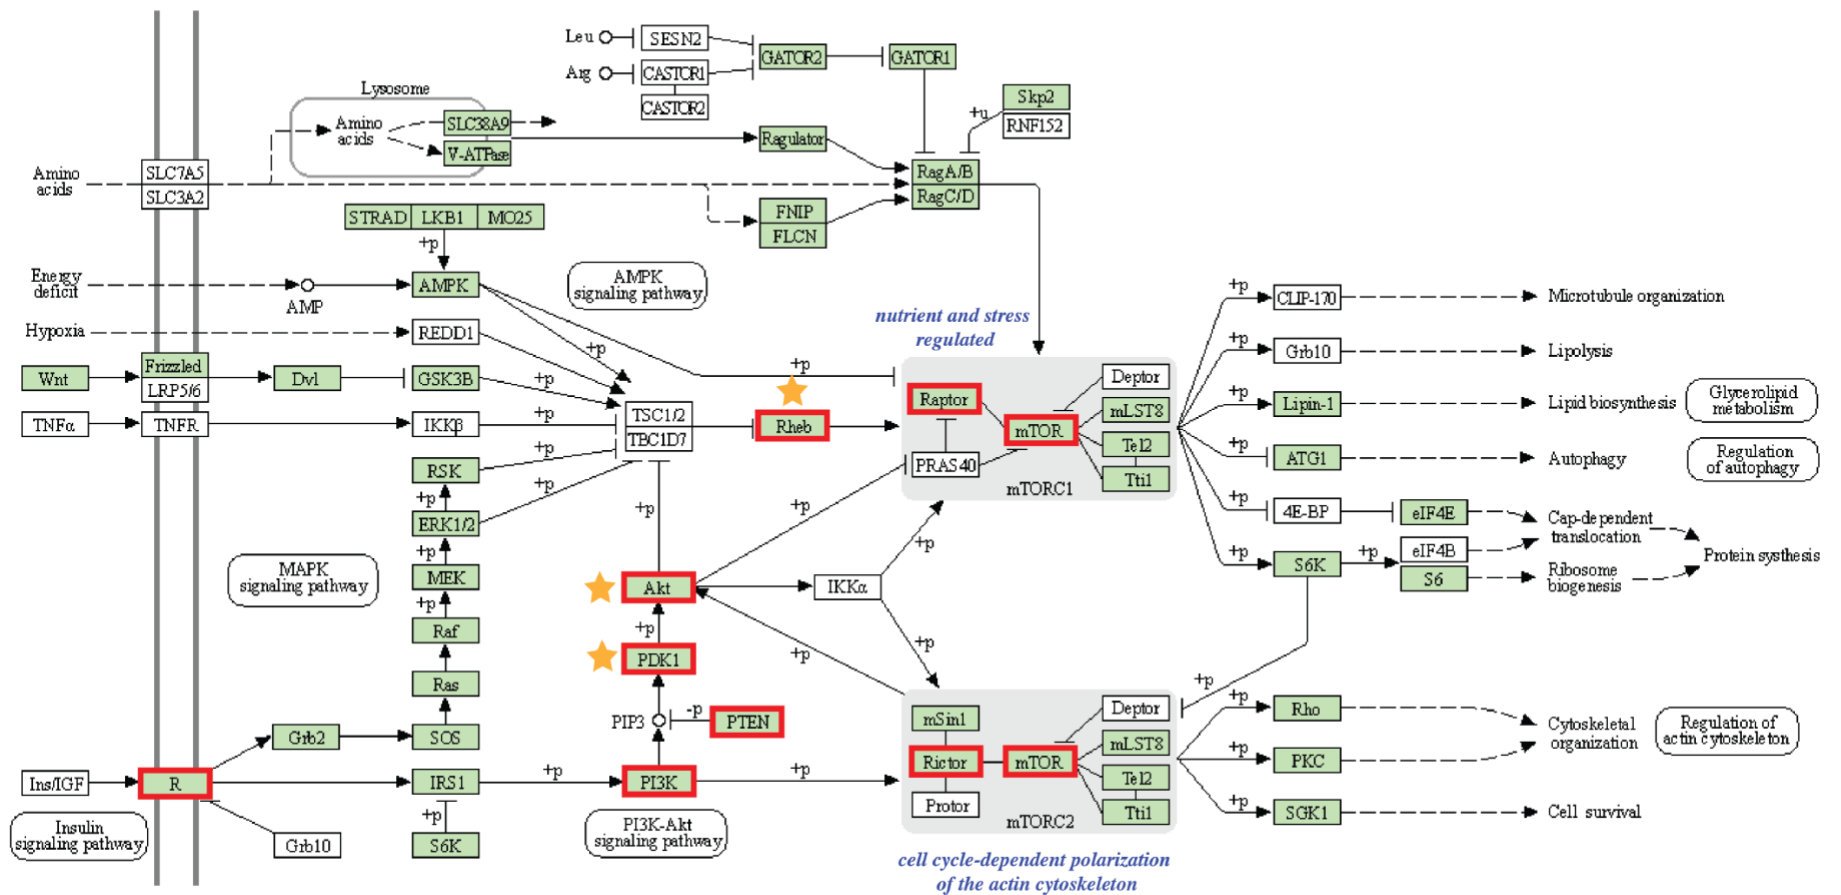 Leu
SESN2
GATOR2
GATOR1
Arg
CASTOR1
CASTOR2
Lysosome
Amino
acids
SLC38A9
V-ATPase
Ragulator
+u
Skp2
RNF152
Amino
acids
SLC7A5
SLC3A2
RagA/B
RagC/D
FNIP
FLCN
STRAD
LKB1
MO25
+p
Energy
deficit
AMP
AMPK
AMPK
signaling pathway
Hypoxia
REDD1
+p
+p
nutrient and stress
regulated
Wnt
Frizzled
LRP5/6
Dvl
GSK3B
+p
TNFα
TNFR
IKKβ
+p
TSC1/2
TBC1D7
Rheb
Raptor
mTOR
Deptor
mLST8
Tel2
Tti1
PRAS40
mTORC1
+p
CLIP-170
Microtubule organization
+p
Grb10
Lipolysis
+p
Lipin-1
Lipid biosynthesis
Glycerolipid
metabolism
+p
ATG1
Autophagy
Regulation
of autophagy
+p
4E-BP
eIF4E
Cap-dependent
translocation
+p
S6K
+p
eIF4B
S6
Ribosome
biogenesis
Protein systhesis
RSK
+p
+p
ERK1/2
+p
+p
MEK
+p
Raf
Ras
MAPK
signaling pathway
+p
+p
Akt
IKKα
+p
+p
+p
+p
PDK1
PIP3
-p
PTEN
+p
Grb2
SOS
Ins/IGF
R
IRS1
+p
PI3K
+p
Insulin
signaling pathway
Grb10
+p
S6K
PI3K-Akt
signaling pathway
mSin1
Rictor
Protor
mTOR
Deptor
mLST8
Tel2
Tti1
mTORC2
+p
Rho
+p
PKC
Cytoskeletal
organization
Regulation of
actin cytoskeleton
+p
SGK1
Cell survival
cell cycle-dependent polarization
of the actin cytoskeleton